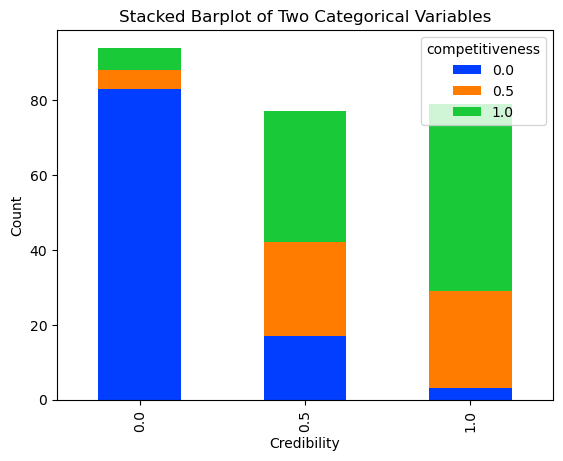 Stacked Barplot of Two Categorical Variables
competitiveness
0.0
0.5
1.0
80
60
40
20
0
Count
0.0
0.5
1.0
Credibility